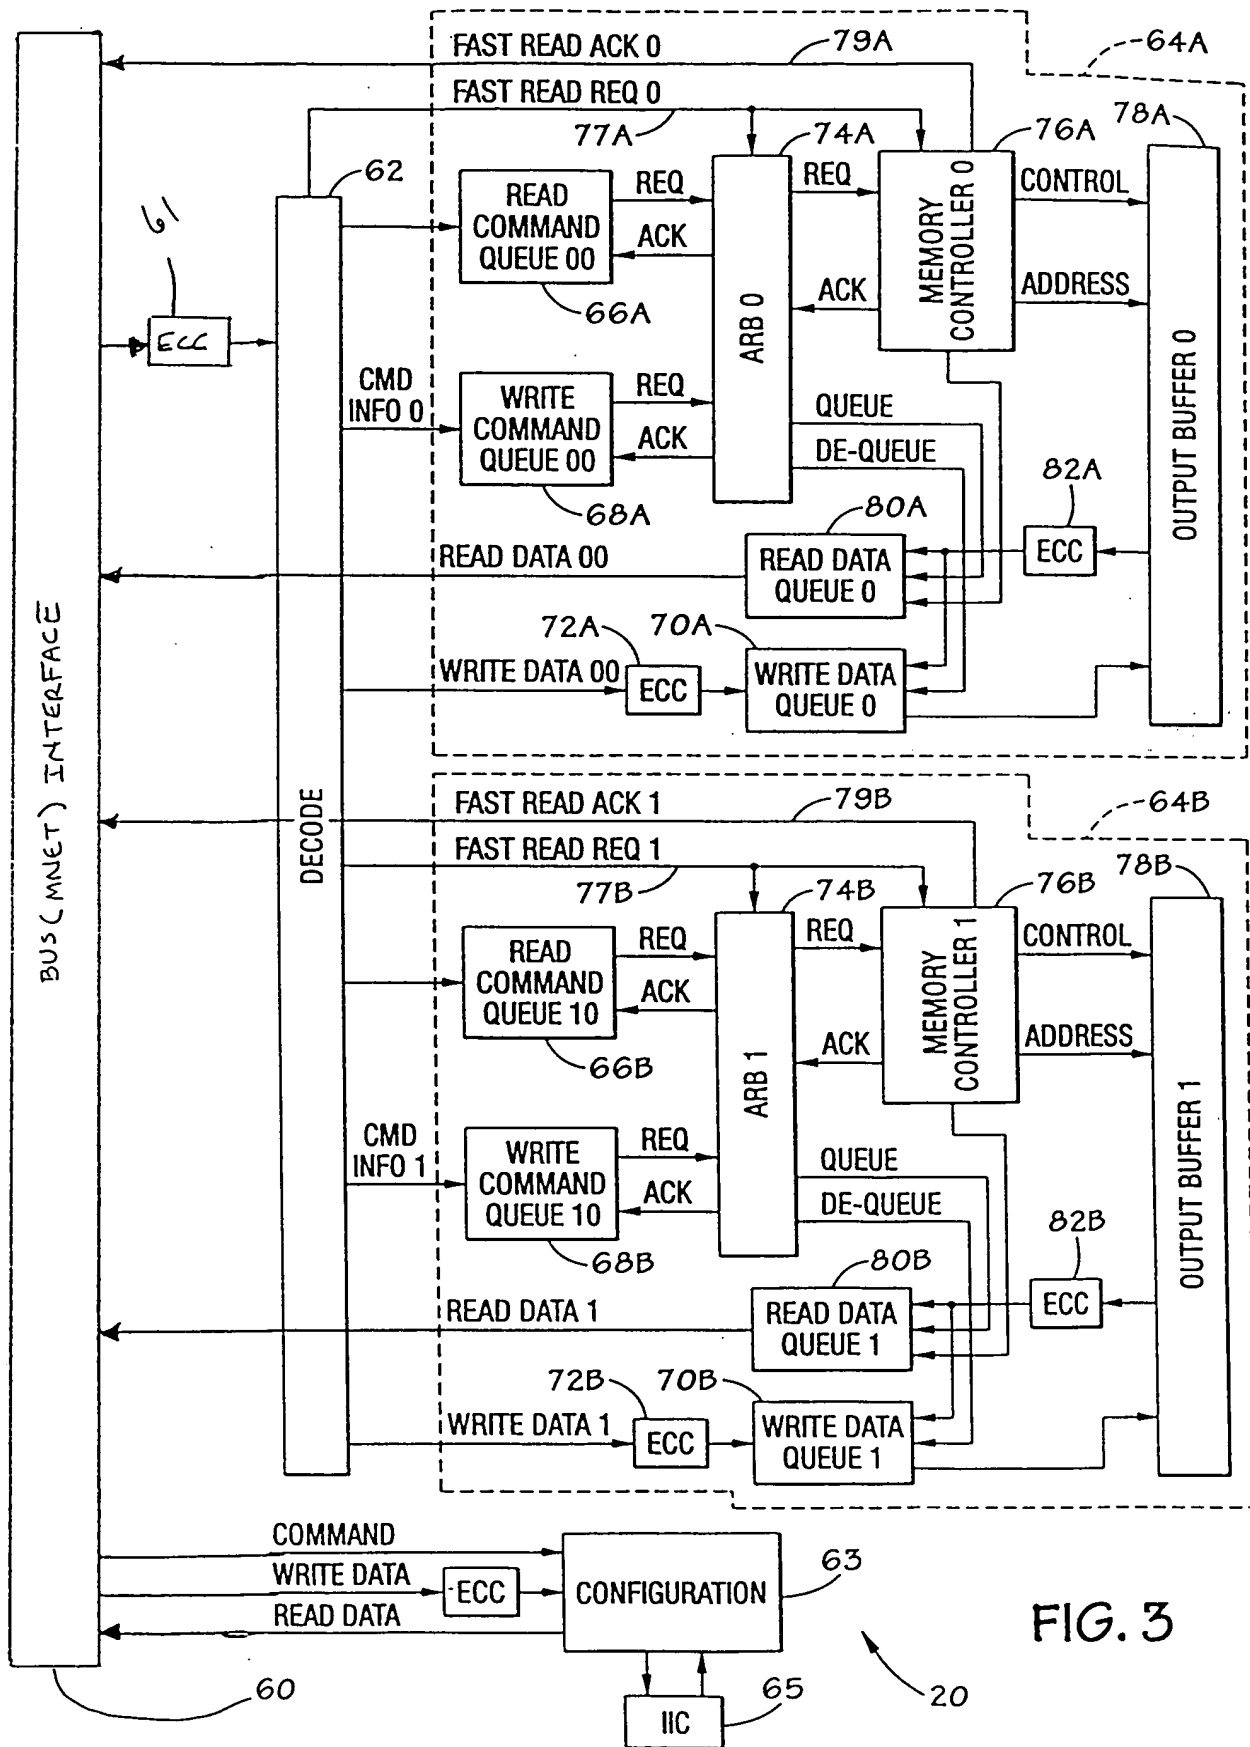 FAST READ ACK 0
79A
64A
FAST READ REQ 0
77A
74A
76A
78A
62
61
ECC
READ
COMMAND
QUEUE 00
REQ
ACK
66A
ARB 0
REQ
ACK
MEMORY
CONTROLLER 0
CONTROL
ADDRESS
OUTPUT BUFFER 0
CMD
INFO 0
WRITE
COMMAND
QUEUE 00
REQ
ACK
68A
QUEUE
DE-QUEUE
80A
82A
ECC
READ DATA 00
READ DATA
QUEUE 0
72A
70A
WRITE DATA 00
ECC
WRITE DATA
QUEUE 0
BUS (MNET) INTERFACE
DECODE
FAST READ ACK 1
79B
64B
FAST READ REQ 1
77B
74B
76B
78B
READ
COMMAND
QUEUE 10
REQ
ACK
66B
ARB 1
REQ
ACK
MEMORY
CONTROLLER 1
CONTROL
ADDRESS
OUTPUT BUFFER 1
CMD
INFO 1
WRITE
COMMAND
QUEUE 10
REQ
ACK
68B
QUEUE
DE-QUEUE
80B
82B
ECC
READ DATA 1
READ DATA
QUEUE 1
72B
70B
WRITE DATA 1
ECC
WRITE DATA
QUEUE 1
COMMAND
WRITE DATA
ECC
READ DATA
CONFIGURATION
63
60
IIC
65
20
FIG. 3